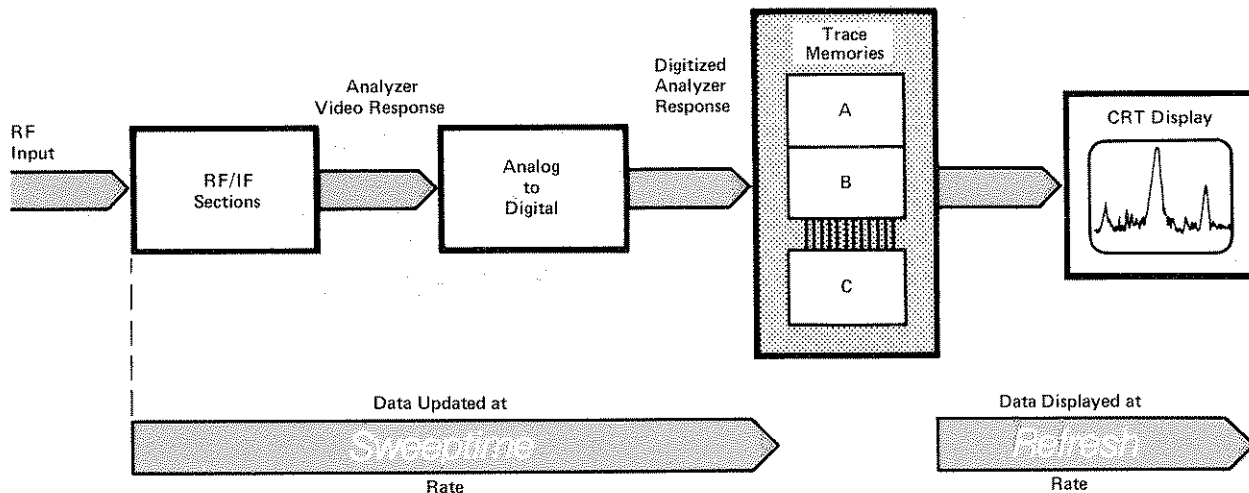 RF
Input
RF/IF
Sections
Analyzer
Video Response
Analog
to
Digital
Digitized
Analyzer
Response
Trace
Memories
A
B
C
CRT Display
Data Updated at
Sweeptime
Rate
Data Displayed at
Refresh
Rate